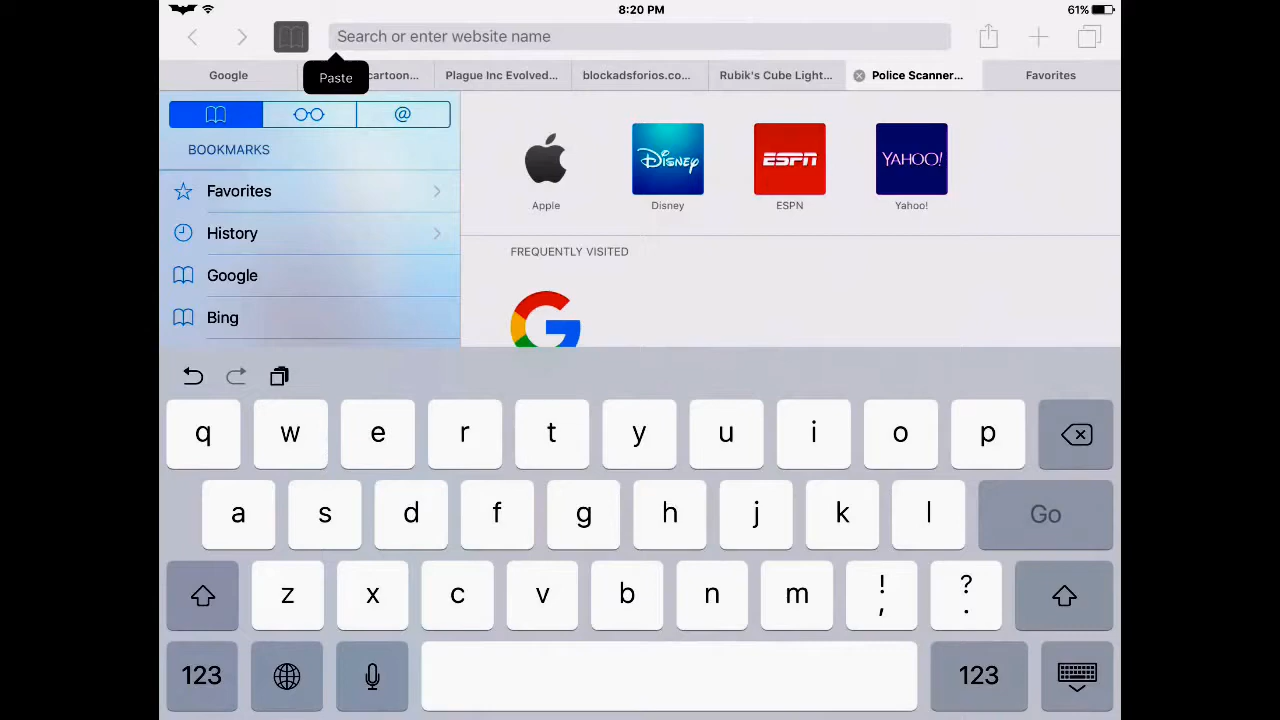 8:20 PM
61%
Search or enter website name
Paste
Google
cartoon...
Plague Inc Evolved...
blockadsforios.co...
Rubik's Cube Light...
Police Scanner...
Favorites
@
BOOKMARKS
Favorites
History
Google
Bing
Disney
ESPN
YAHOO!
Apple
Disney
ESPN
Yahoo!
FREQUENTLY VISITED
G
q w e r t y u i o p
a s d f g h j k l Go
z x c v b n m ! , ? .
123 123